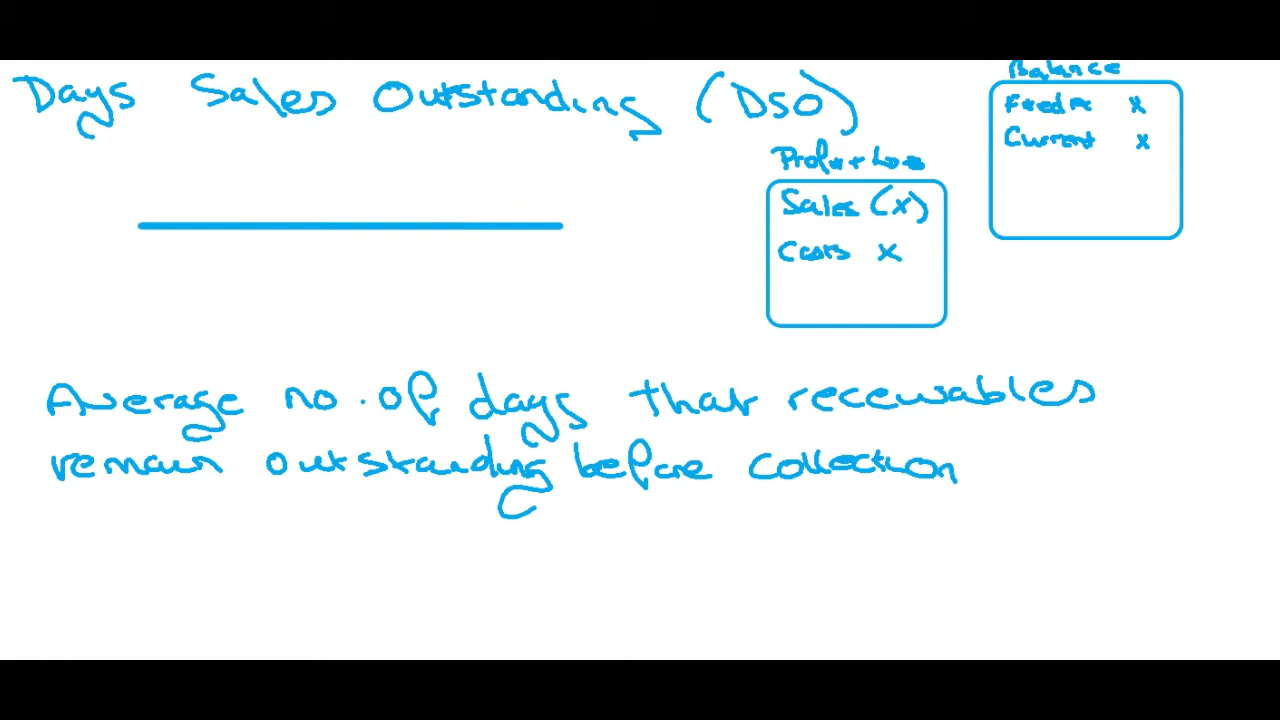 Days Sales Outstanding (DSO)
Balance
Fixed A
x
Current
x
Profit + Loss
Sales (x)
Costs x
Average no. of days that receivables
remain outstanding before collection